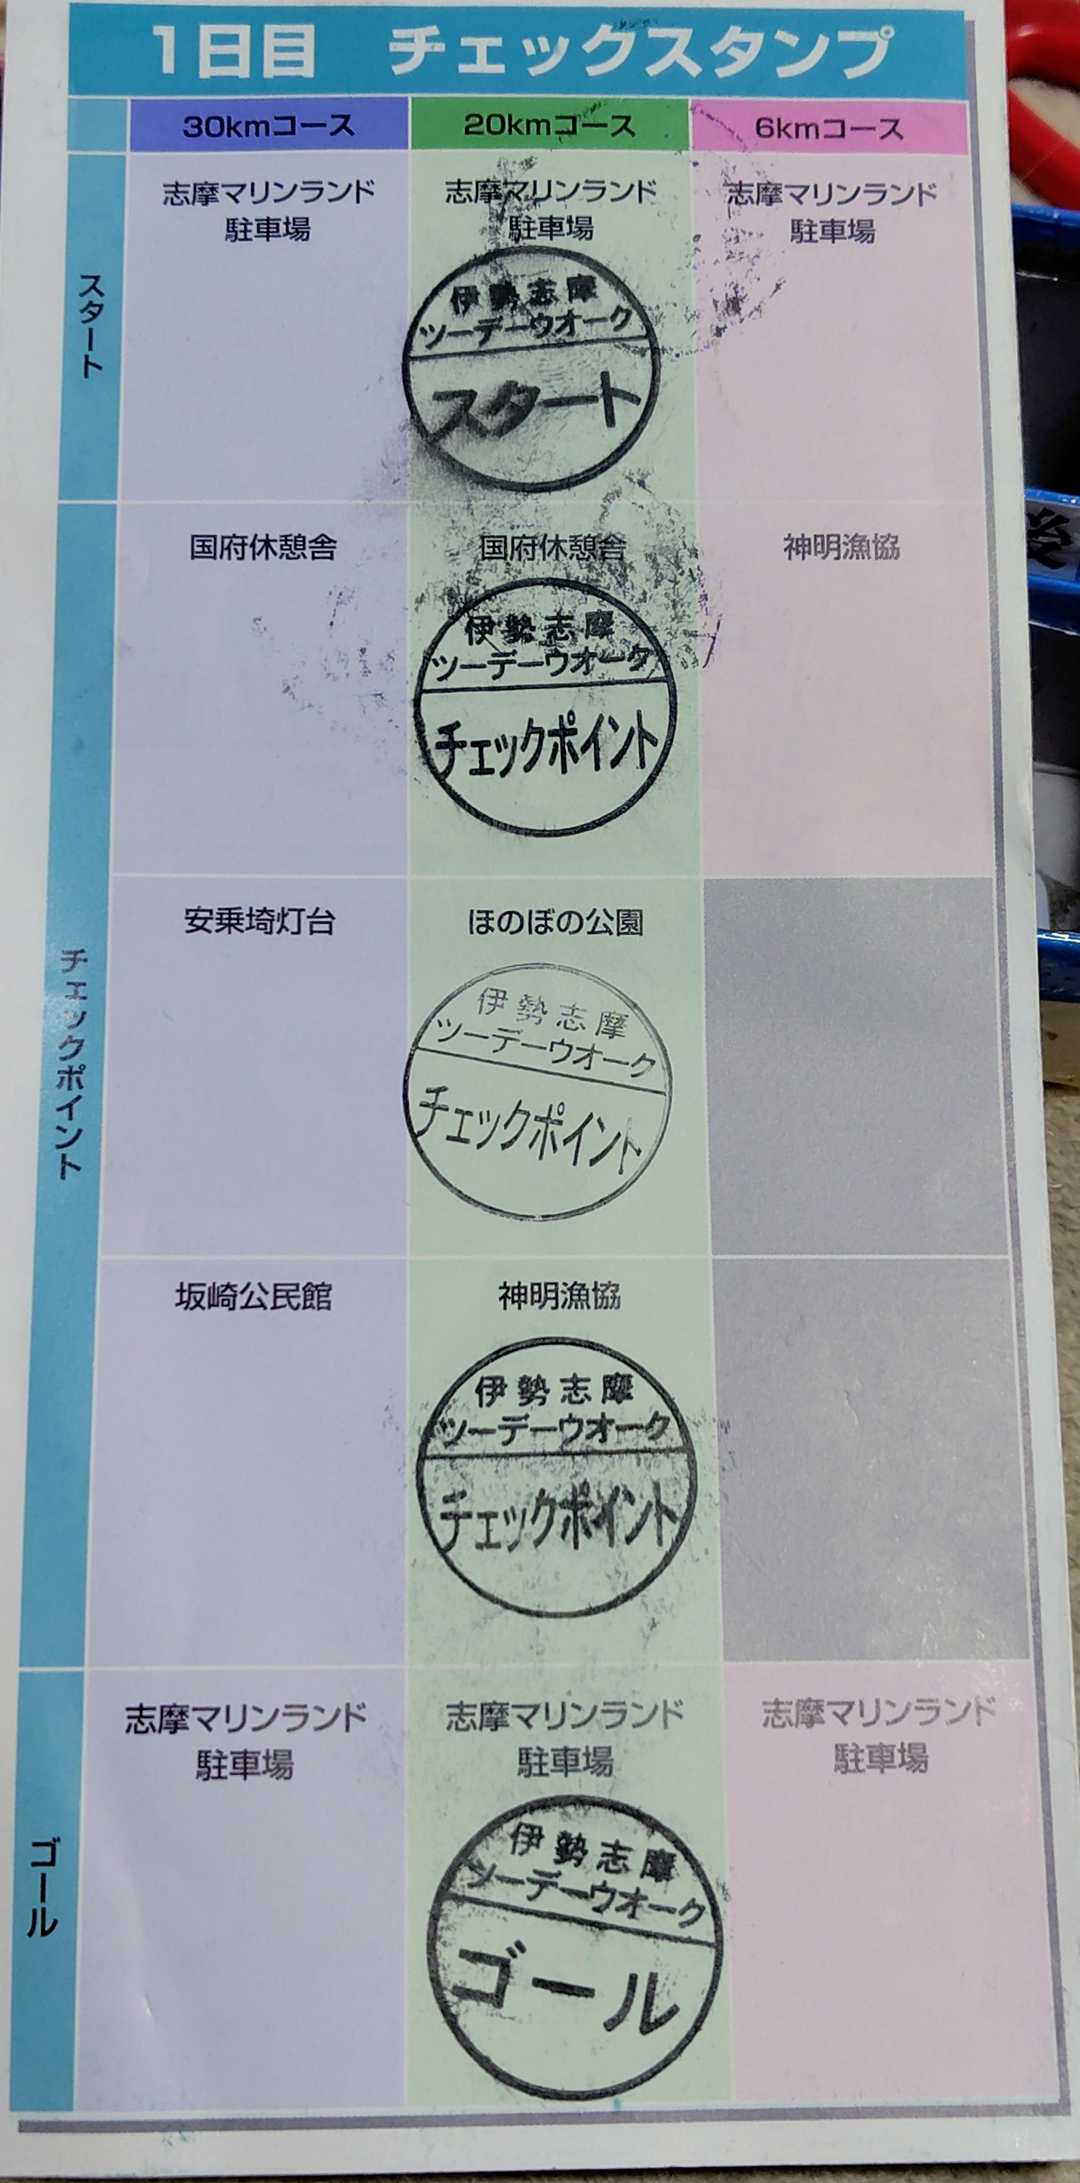 1日目 チェックスタンプ
30kmコース 20kmコース 6kmコース
スタート
志摩マリンランド
駐車場
志摩マリンランド
駐車場
伊勢志摩
ツーデーウオーク
スタート
志摩マリンランド
駐車場
チェックポイント
国府休憩舎
国府休憩舎
伊勢志摩
ツーデーウオーク
チェックポイント
神明漁協
安乗埼灯台
ほのぼの公園
伊勢志摩
ツーデーウオーク
チェックポイント
坂崎公民館
神明漁協
伊勢志摩
ツーデーウオーク
チェックポイント
ゴール
志摩マリンランド
駐車場
志摩マリンランド
駐車場
伊勢志摩
ツーデーウオーク
ゴール
志摩マリンランド
駐車場